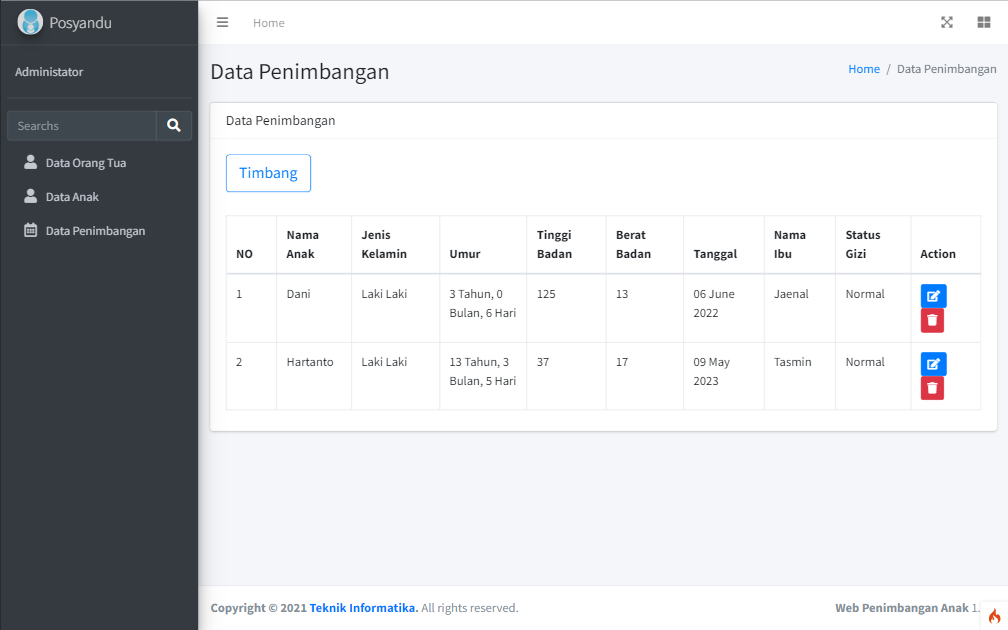 Posyandu
Home
Administator
Searchs
Data Orang Tua
Data Anak
Data Penimbangan
Data Penimbangan
Home / Data Penimbangan
Data Penimbangan
Timbang
NO Nama Anak Jenis Kelamin Umur Tinggi Badan Berat Badan Tanggal Nama Ibu Status Gizi Action
1 Dani Laki Laki 3 Tahun, 0 Bulan, 6 Hari 125 13 06 June 2022 Jaenal Normal
2 Hartanto Laki Laki 13 Tahun, 3 Bulan, 5 Hari 37 17 09 May 2023 Tasmin Normal
Copyright © 2021 Teknik Informatika. All rights reserved.
Web Penimbangan Anak 1.